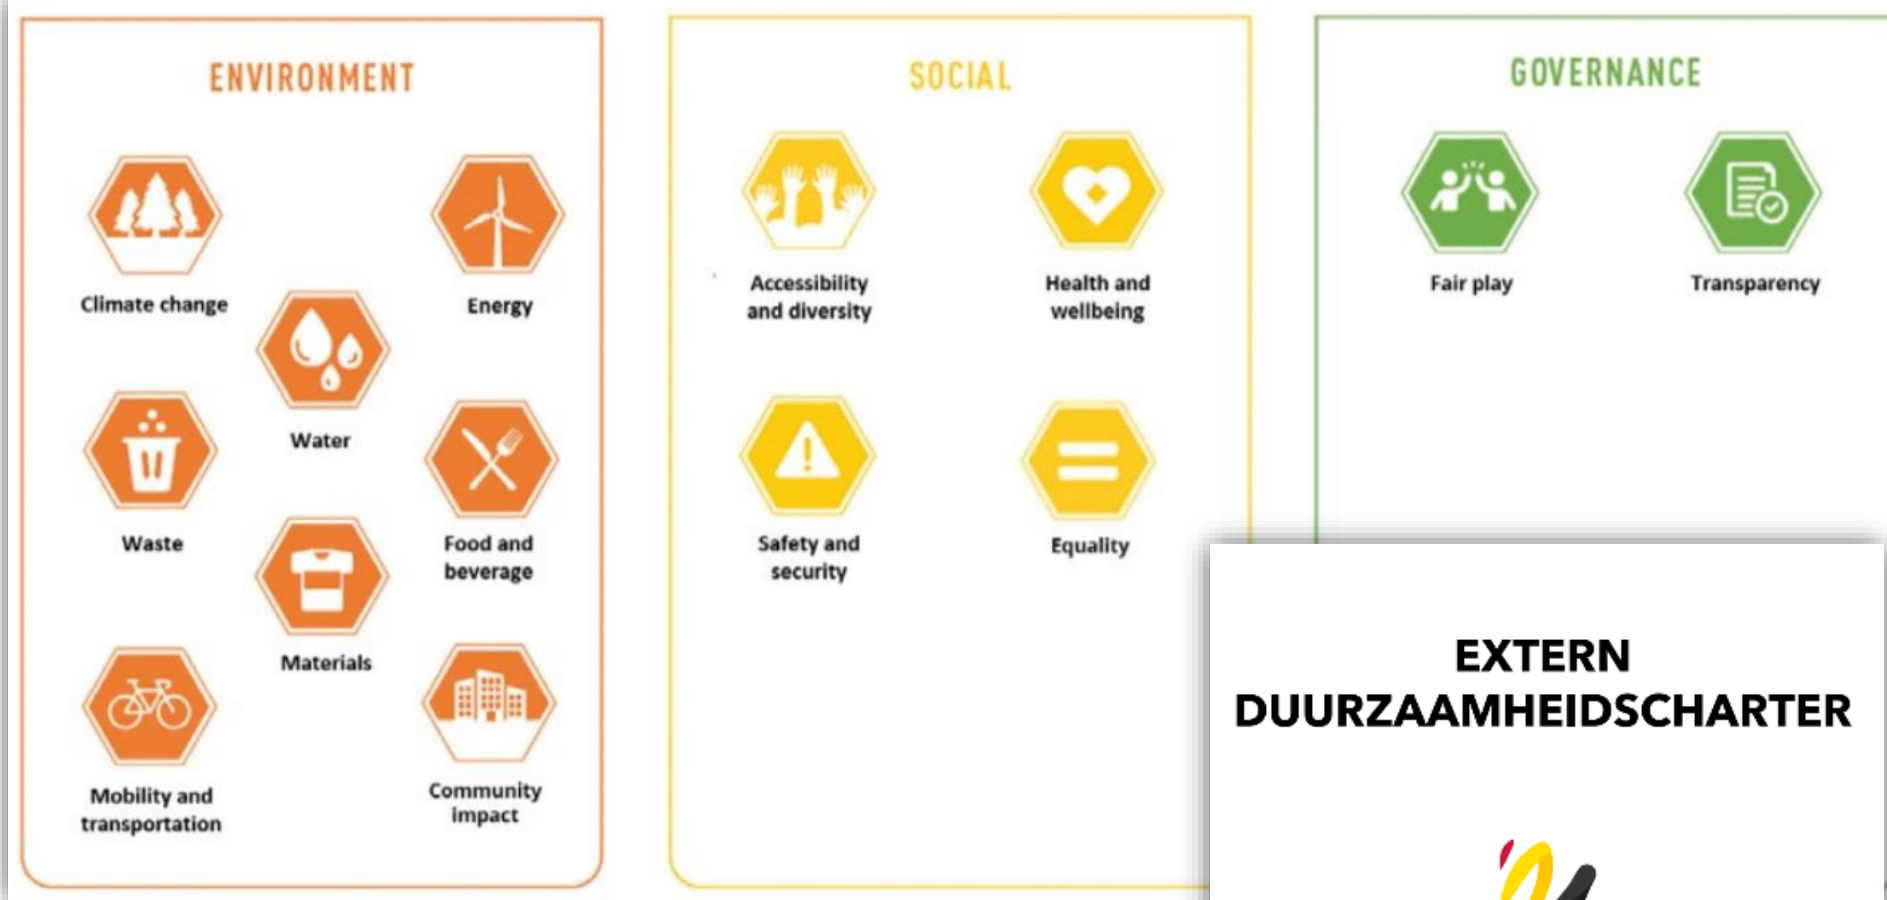 ENVIRONMENT
Climate change
Energy
Water
Waste
Food and
beverage
Materials
Mobility and
transportation
Community
impact
SOCIAL
Accessibility
and diversity
Health and
wellbeing
Safety and
security
Equality
GOVERNANCE
Fair play
Transparency
EXTERN
DUURZAAMHEIDSCHARTER